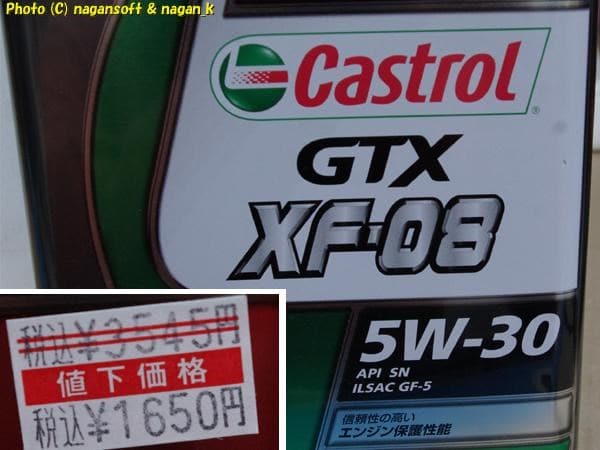 Photo (C) nagansoft & nagan_k
Castrol
GTX
XF-08
5W-30
API SN
ILSAC GF-5
信頼性の高い
エンジン保護性能
税込¥3545円
値下価格
税込¥1650円